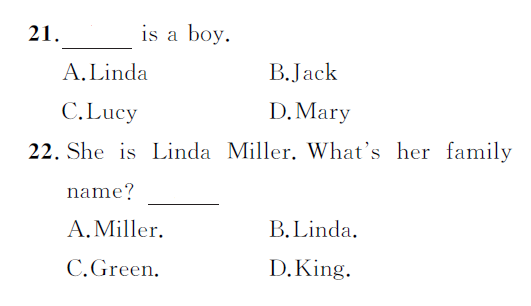 21.______ is a boy.
A.Linda B.Jack
C.Lucy D.Mary
22. She is Linda Miller. What's her family
name? ______
A.Miller. B.Linda.
C.Green. D.King.